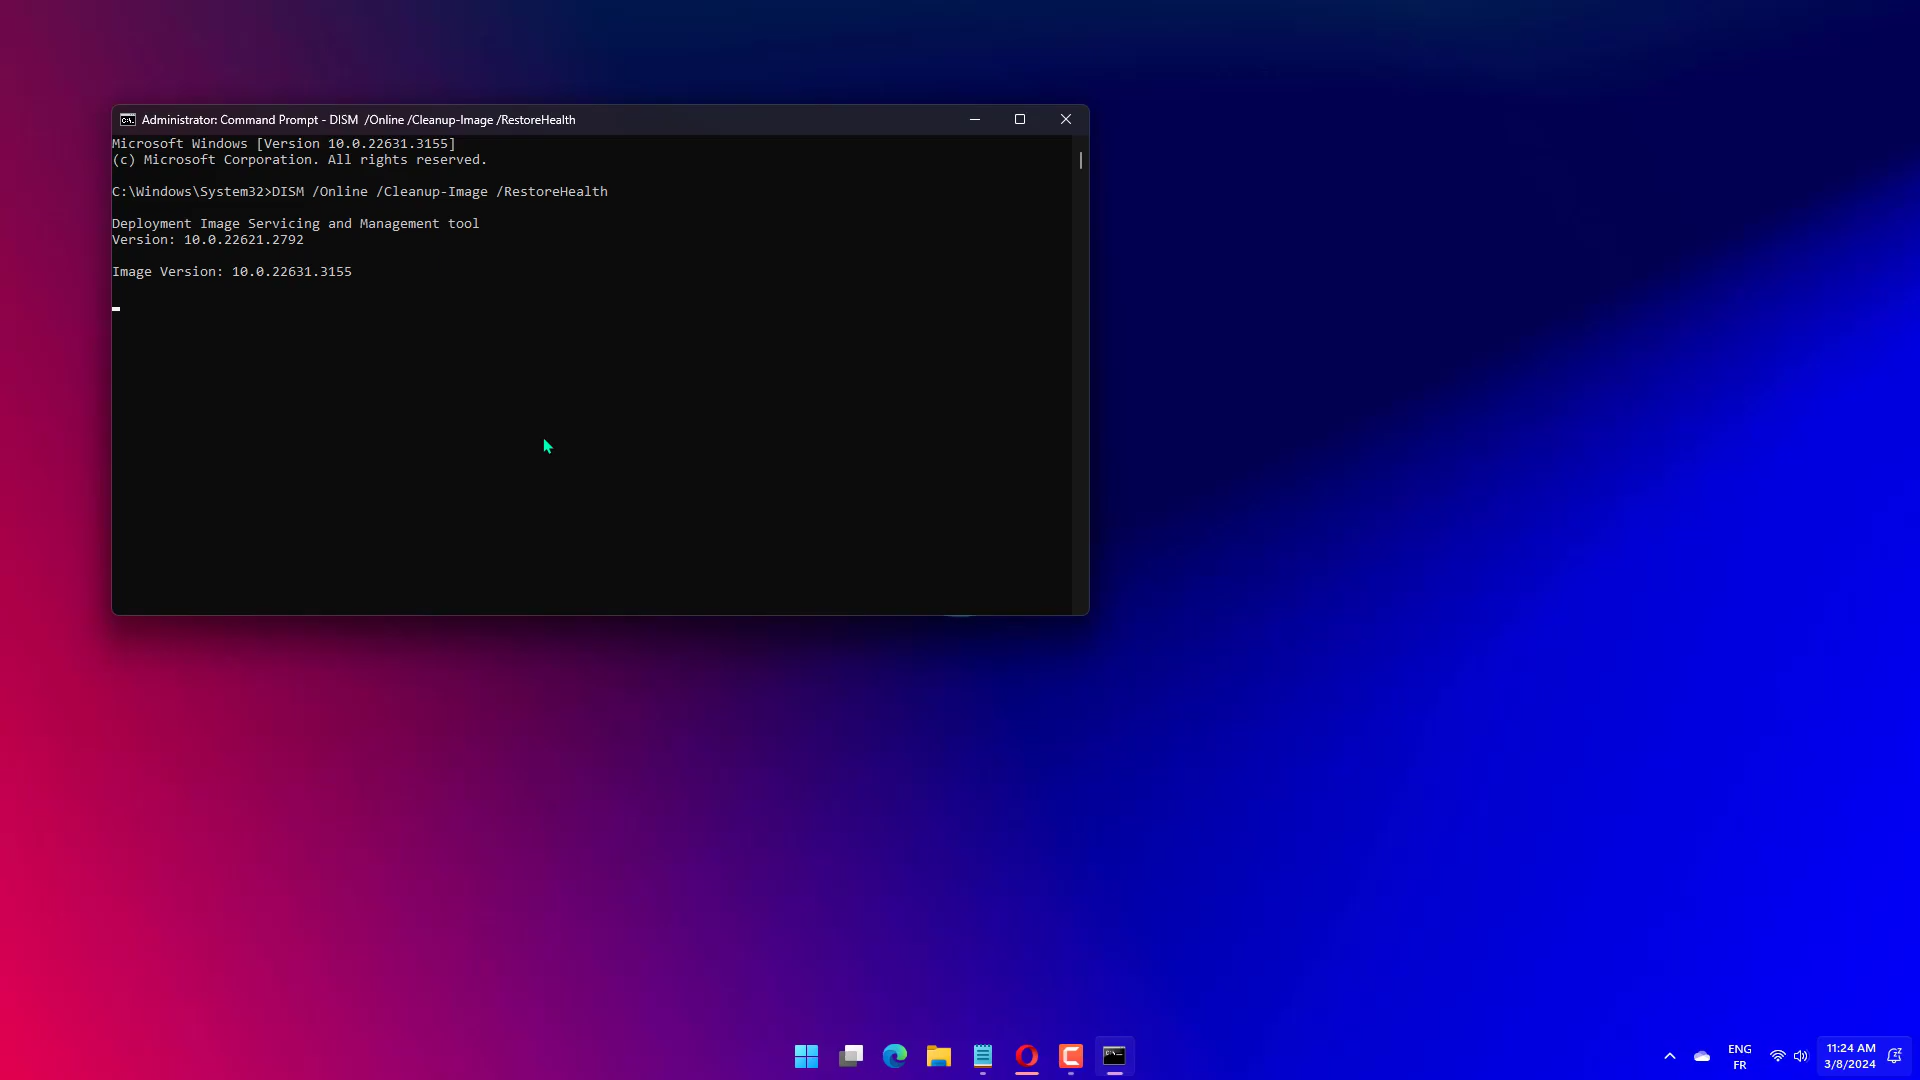 Administrator: Command Prompt - DISM  /Online /Cleanup-Image /RestoreHealth
Microsoft Windows [Version 10.0.22631.3155]
(c) Microsoft Corporation. All rights reserved.
C:\Windows\System32>DISM /Online /Cleanup-Image /RestoreHealth
Deployment Image Servicing and Management tool
Version: 10.0.22621.2792
Image Version: 10.0.22631.3155
ENG
FR
11:24 AM
3/8/2024